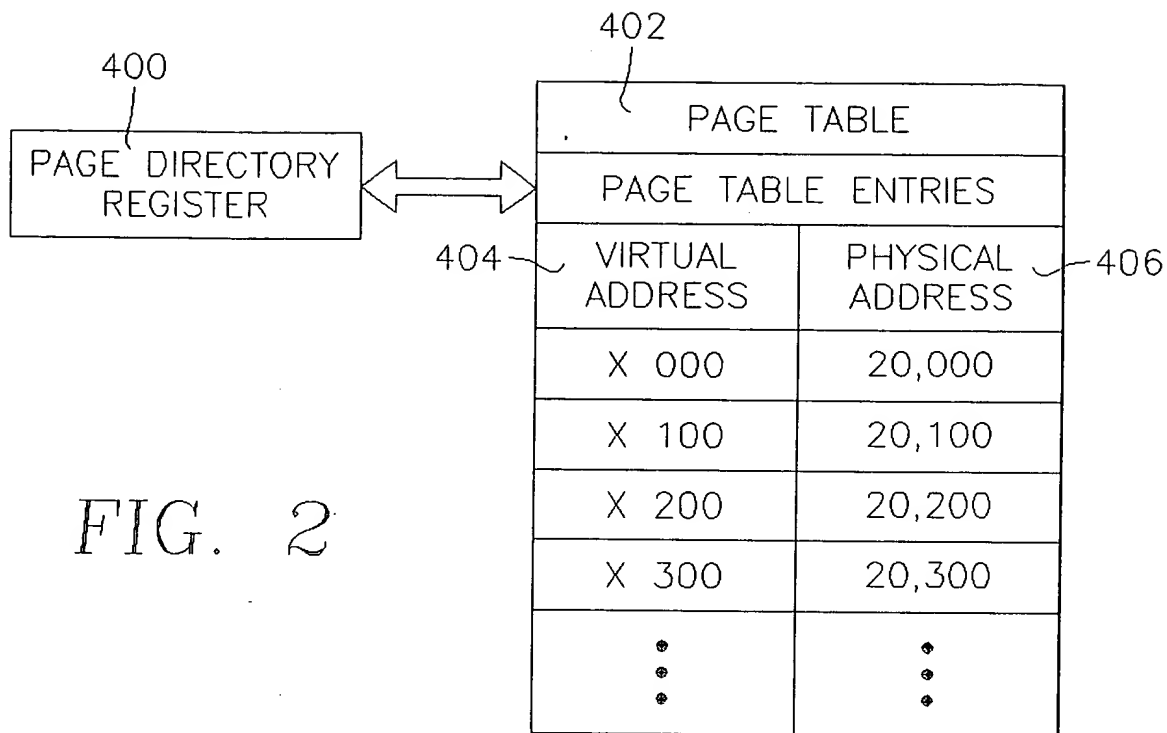 402
400
PAGE TABLE
PAGE DIRECTORY
REGISTER
PAGE TABLE ENTRIES
404
VIRTUAL
ADDRESS
PHYSICAL
ADDRESS
406
X 000
20,000
X 100
20,100
X 200
20,200
X 300
20,300
FIG. 2